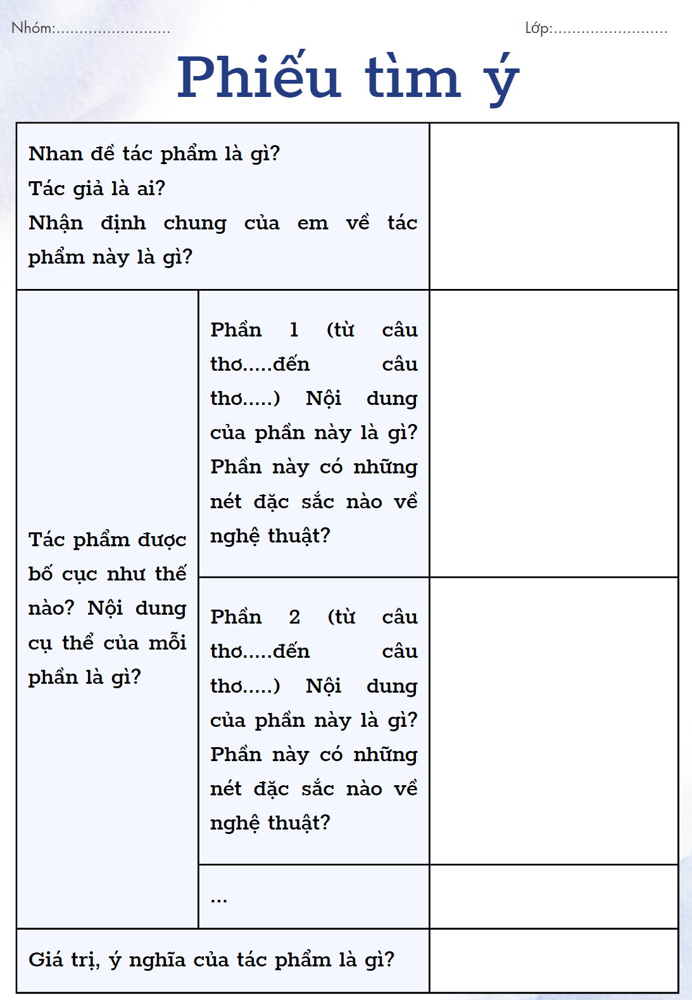 Nhóm:.........................
Lớp:.........................
Phiếu tìm ý
Nhan đề tác phẩm là gì?
Tác giả là ai?
Nhận định chung của em về tác
phẩm này là gì?
Tác phẩm được
bố cục như thế
nào? Nội dung
cụ thể của mỗi
phần là gì?
Phần 1 (từ câu
thơ.....đến câu
thơ.....) Nội dung
của phần này là gì?
Phần này có những
nét đặc sắc nào về
nghệ thuật?
Phần 2 (từ câu
thơ.....đến câu
thơ.....) Nội dung
của phần này là gì?
Phần này có những
nét đặc sắc nào về
nghệ thuật?
...
Giá trị, ý nghĩa của tác phẩm là gì?